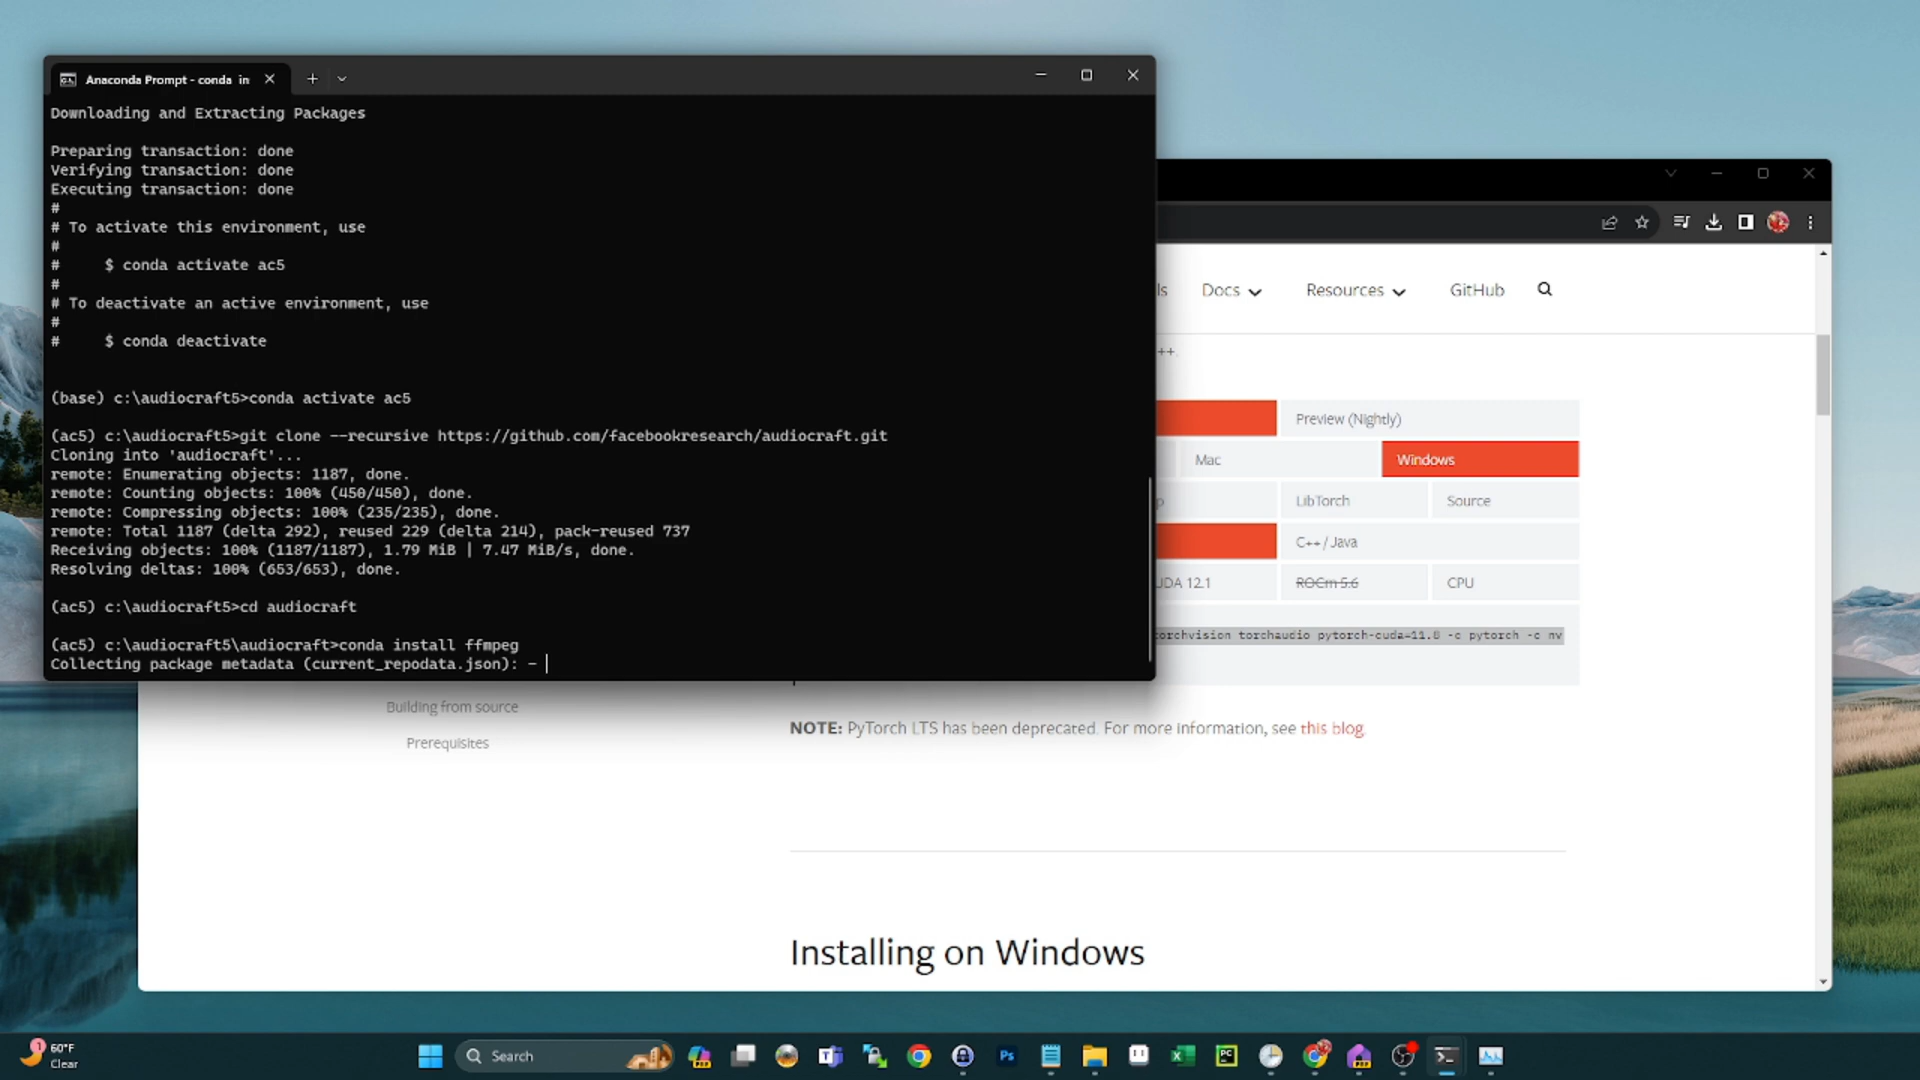 Anaconda Prompt - conda in
Downloading and Extracting Packages
Preparing transaction: done
Verifying transaction: done
Executing transaction: done
#
# To activate this environment, use
#
#     $ conda activate ac5
#
# To deactivate an active environment, use
#
#     $ conda deactivate
(base) c:\audiocraft5>conda activate ac5
(ac5) c:\audiocraft5>git clone --recursive https://github.com/facebookresearch/audiocraft.git
Cloning into 'audiocraft'...
remote: Enumerating objects: 1187, done.
remote: Counting objects: 100% (450/450), done.
remote: Compressing objects: 100% (235/235), done.
remote: Total 1187 (delta 292), reused 229 (delta 214), pack-reused 737
Receiving objects: 100% (1187/1187), 1.79 MiB | 7.47 MiB/s, done.
Resolving deltas: 100% (653/653), done.
(ac5) c:\audiocraft5>cd audiocraft
(ac5) c:\audiocraft5\audiocraft>conda install ffmpeg
Collecting package metadata (current_repodata.json): -
ls Docs Resources GitHub
++.
Preview (Nightly)
Mac Windows
p LibTorch Source
C++ / Java
UDA 12.1 ROCm 5.6 CPU
torchvision torchaudio pytorch-cuda=11.8 -c pytorch -c nv
Building from source
Prerequisites
NOTE: PyTorch LTS has been deprecated. For more information, see this blog.
Installing on Windows
1
60°F
Clear
Search